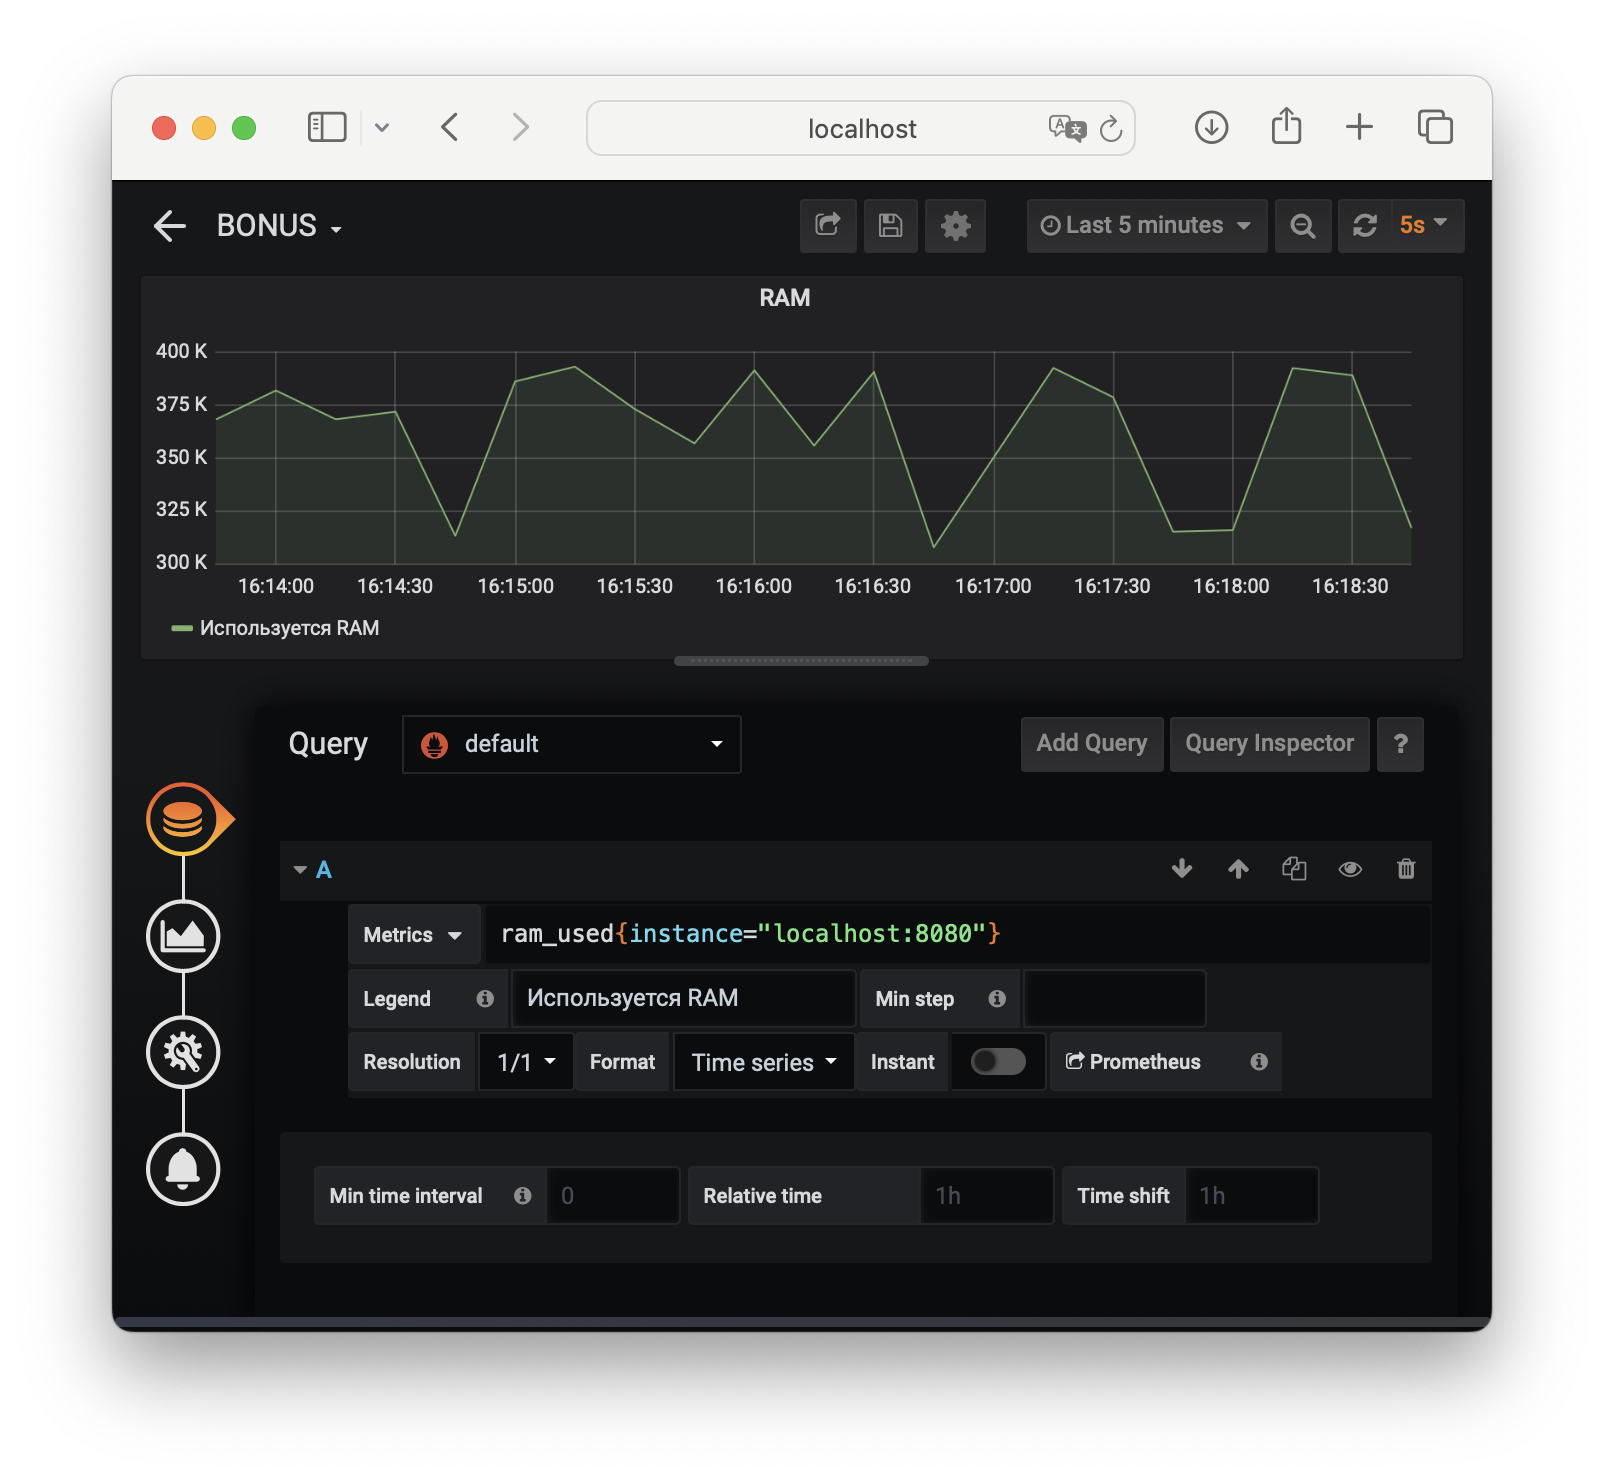 localhost
BONUS
Last 5 minutes
5s
RAM
400 K
375 K
350 K
325 K
300 K
16:14:00 16:14:30 16:15:00 16:15:30 16:16:00 16:16:30 16:17:00 16:17:30 16:18:00 16:18:30
Используется RAM
Query default Add Query Query Inspector ?
A
Metrics ram_used{instance="localhost:8080"}
Legend Используется RAM Min step
Resolution 1/1 Format Time series Instant Prometheus
Min time interval 0 Relative time 1h Time shift 1h